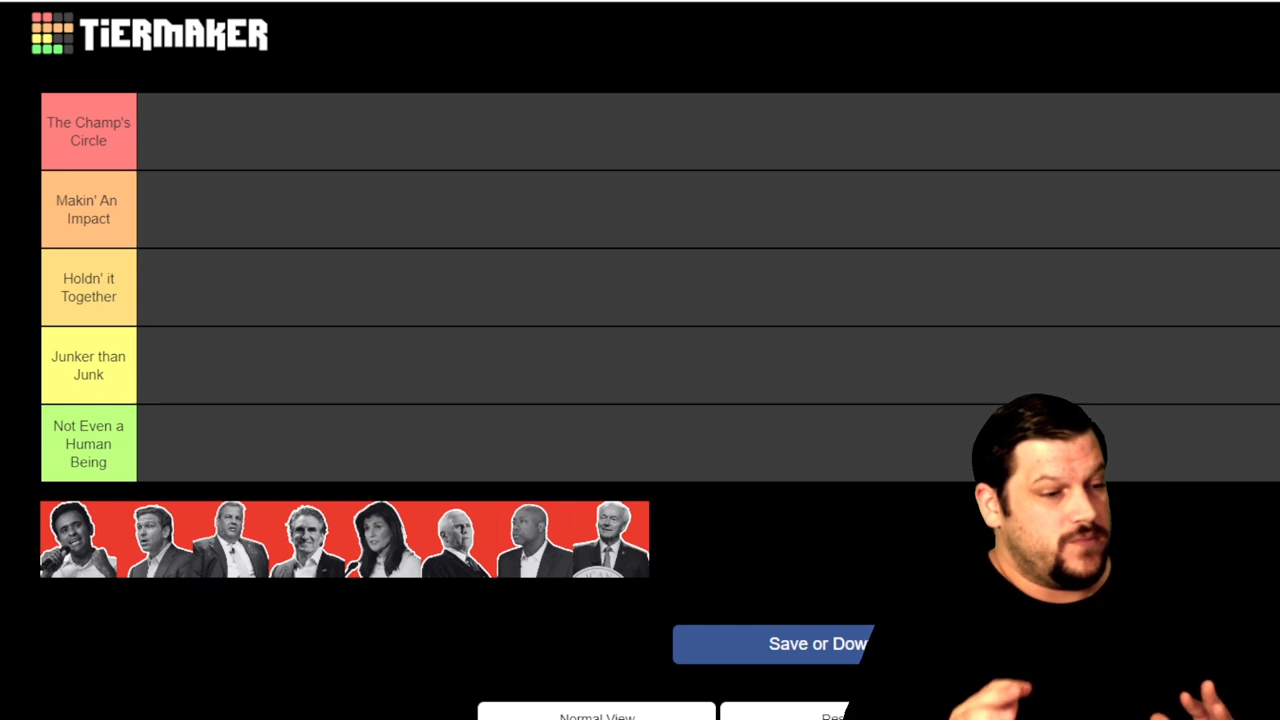 TiERMAKER
The Champ's
Circle
Makin' An
Impact
Holdn' it
Together
Junker than
Junk
Not Even a
Human
Being
Save or Dow
Normal View
Res